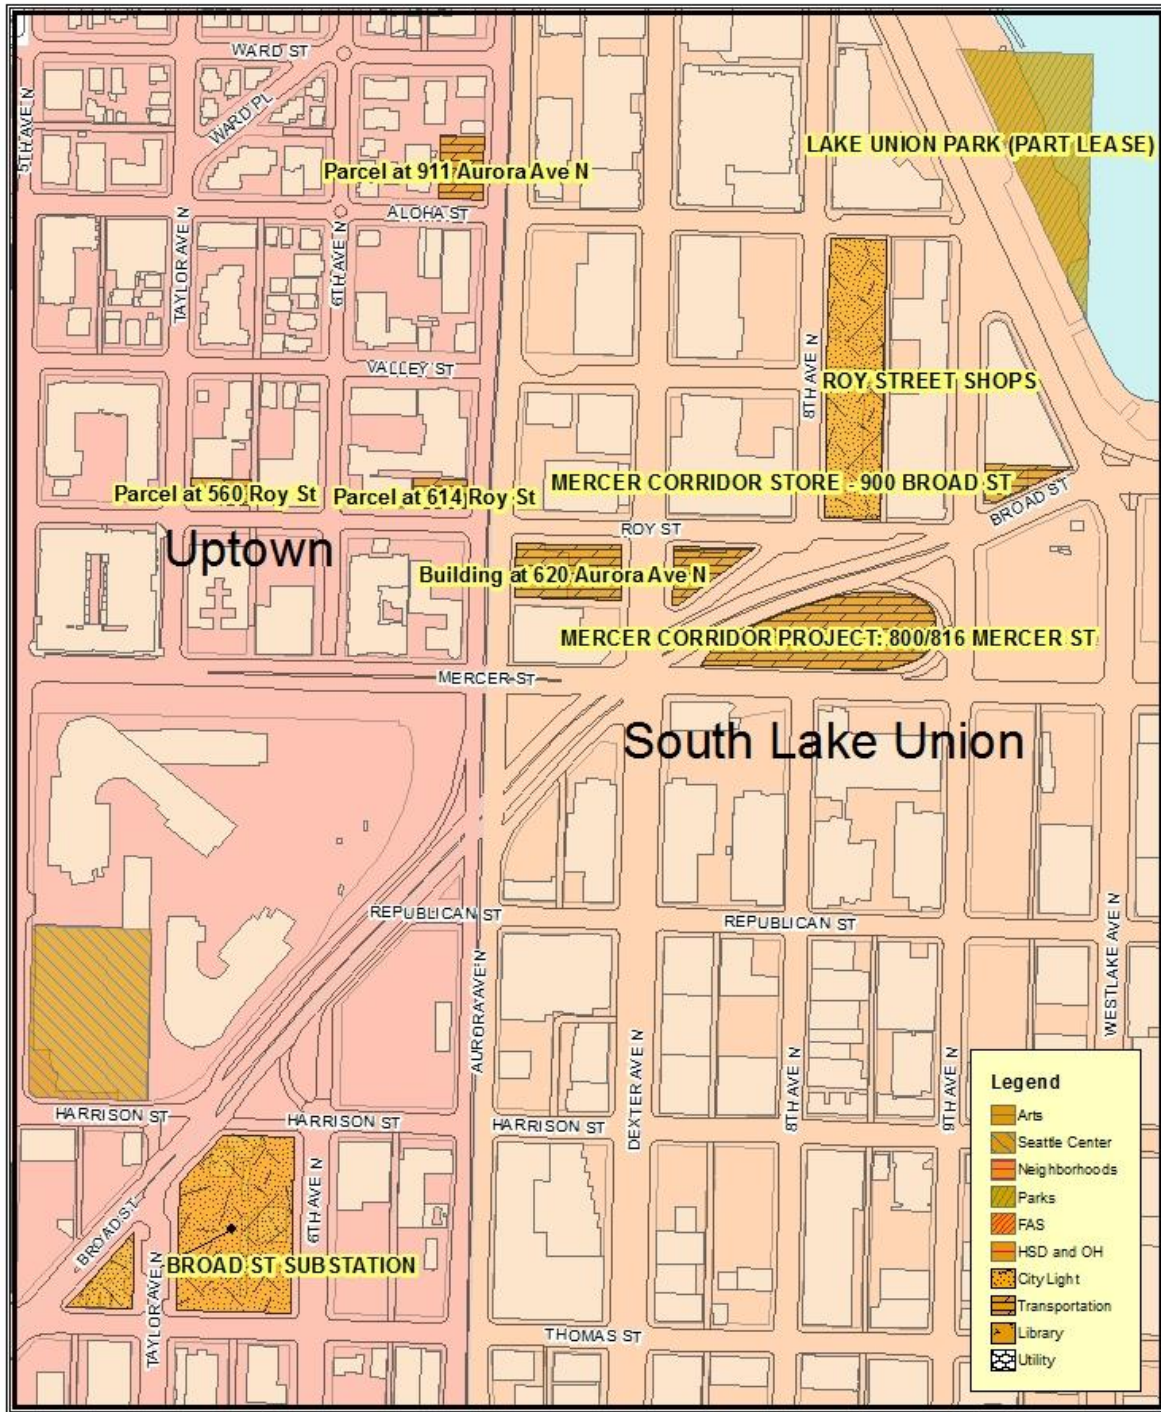 WARD ST
WARD PL
5TH AVE N
LAKE UNION PARK (PART LEASE)
Parcel at 911 Aurora Ave N
ALOHA ST
TAYLOR AVE N
6TH AVE N
VALLEY ST
8TH AVE N
ROY STREET SHOPS
Parcel at 560 Roy St
Parcel at 614 Roy St
MERCER CORRIDOR STORE - 900 BROAD ST
BROAD ST
ROY ST
Uptown
Building at 620 Aurora Ave N
MERCER CORRIDOR PROJECT: 800/816 MERCER ST
MERCER ST
South Lake Union
REPUBLICAN ST
REPUBLICAN ST
AURORA AVE N
WESTLAKE AVE N
DEXTER AVE N
8TH AVE N
9TH AVE N
HARRISON ST
HARRISON ST
HARRISON ST
6TH AVE N
BROAD ST
TAYLOR AVE N
BROAD ST SUBSTATION
THOMAS ST
Legend
Arts
Seattle Center
Neighborhoods
Parks
FAS
HSD and OH
City Light
Transportation
Library
Utility